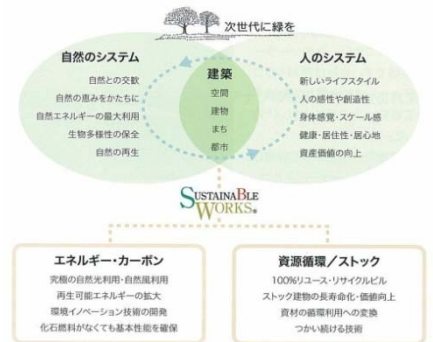 次世代に緑を
自然のシステム
自然との交歓
自然の恵みをかたちに
自然エネルギーの最大利用
生物多様性の保全
自然の再生
建築
空間
建物
まち
都市
人のシステム
新しいライフスタイル
人の感性や創造性
身体感覚・スケール感
健康・居住性・居心地
資産価値の向上
SUSTAINABLE
WORKS®
エネルギー・カーボン
究極の自然光利用・自然風利用
再生可能エネルギーの拡大
環境イノベーション技術の開発
化石燃料がなくても基本性能を確保
資源循環/ストック
100%リユース・リサイクルビル
ストック建物の長寿命化・価値向上
資材の循環利用への変換
つかい続ける技術